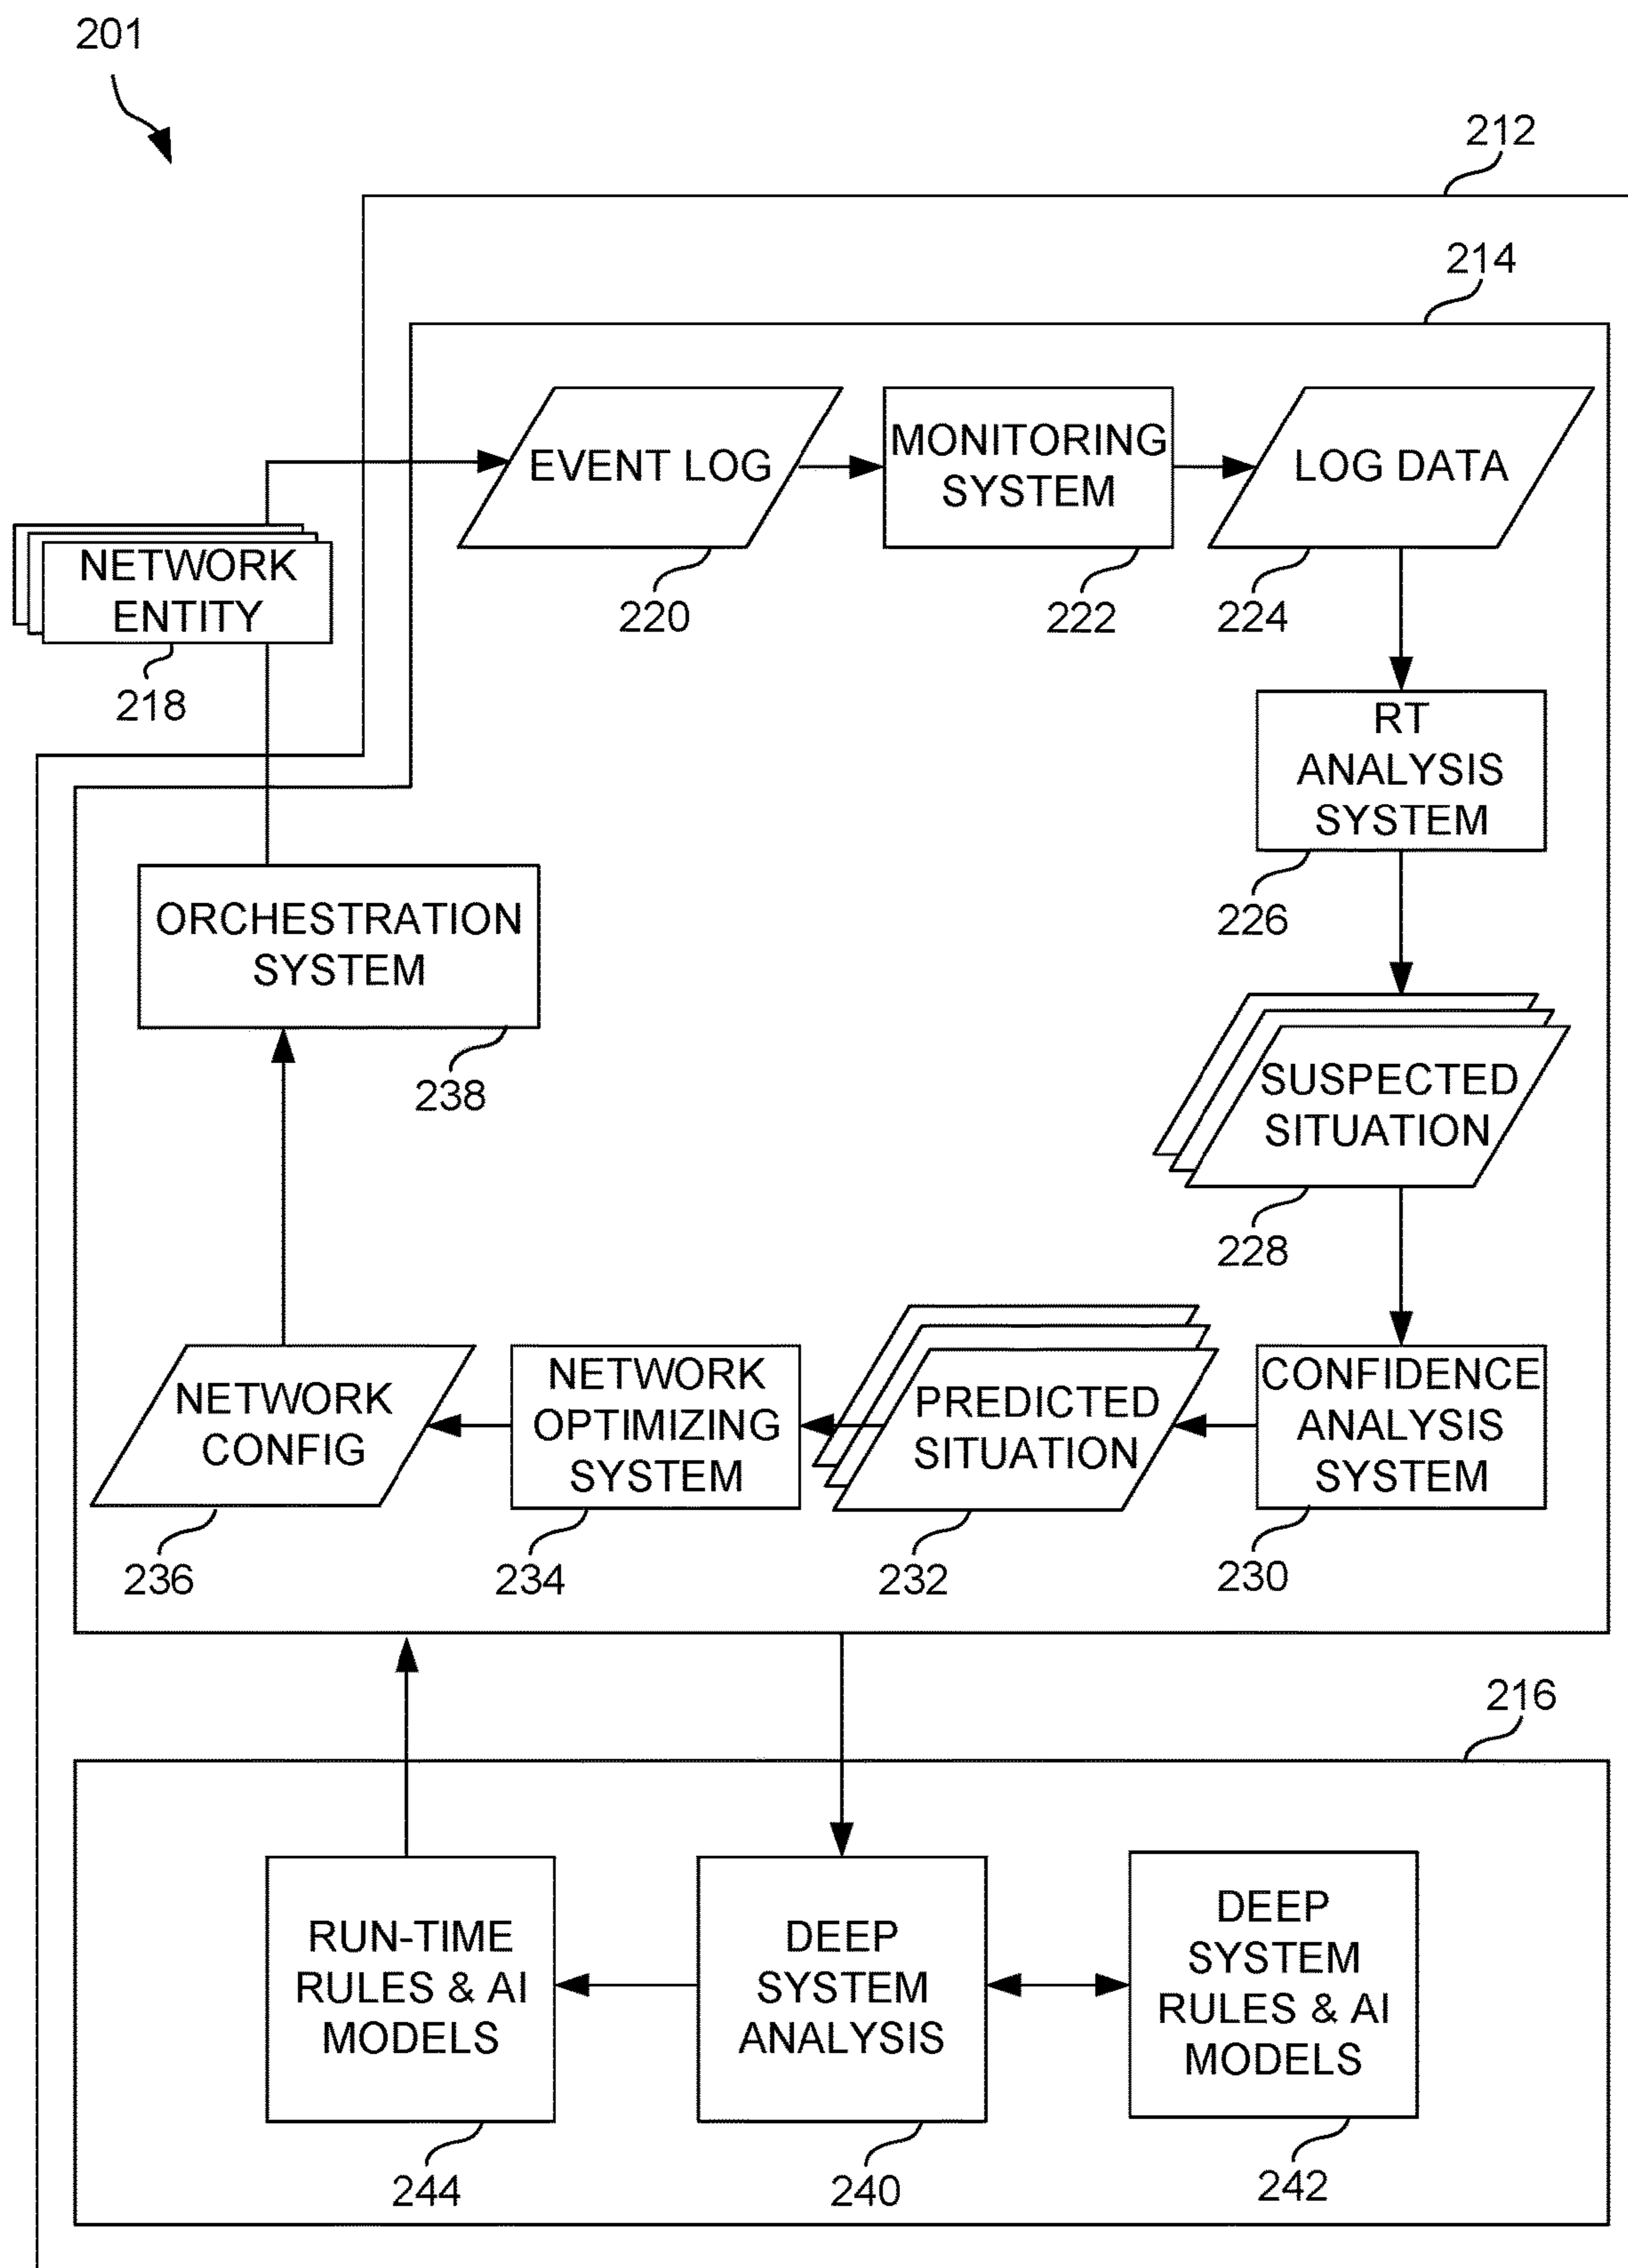 201
212
214
EVENT LOG
220
MONITORING
SYSTEM
222
LOG DATA
224
NETWORK
ENTITY
218
RT
ANALYSIS
SYSTEM
226
ORCHESTRATION
SYSTEM
238
SUSPECTED
SITUATION
228
NETWORK
CONFIG
236
NETWORK
OPTIMIZING
SYSTEM
234
PREDICTED
SITUATION
232
CONFIDENCE
ANALYSIS
SYSTEM
230
216
RUN-TIME
RULES & AI
MODELS
244
DEEP
SYSTEM
ANALYSIS
240
DEEP
SYSTEM
RULES & AI
MODELS
242